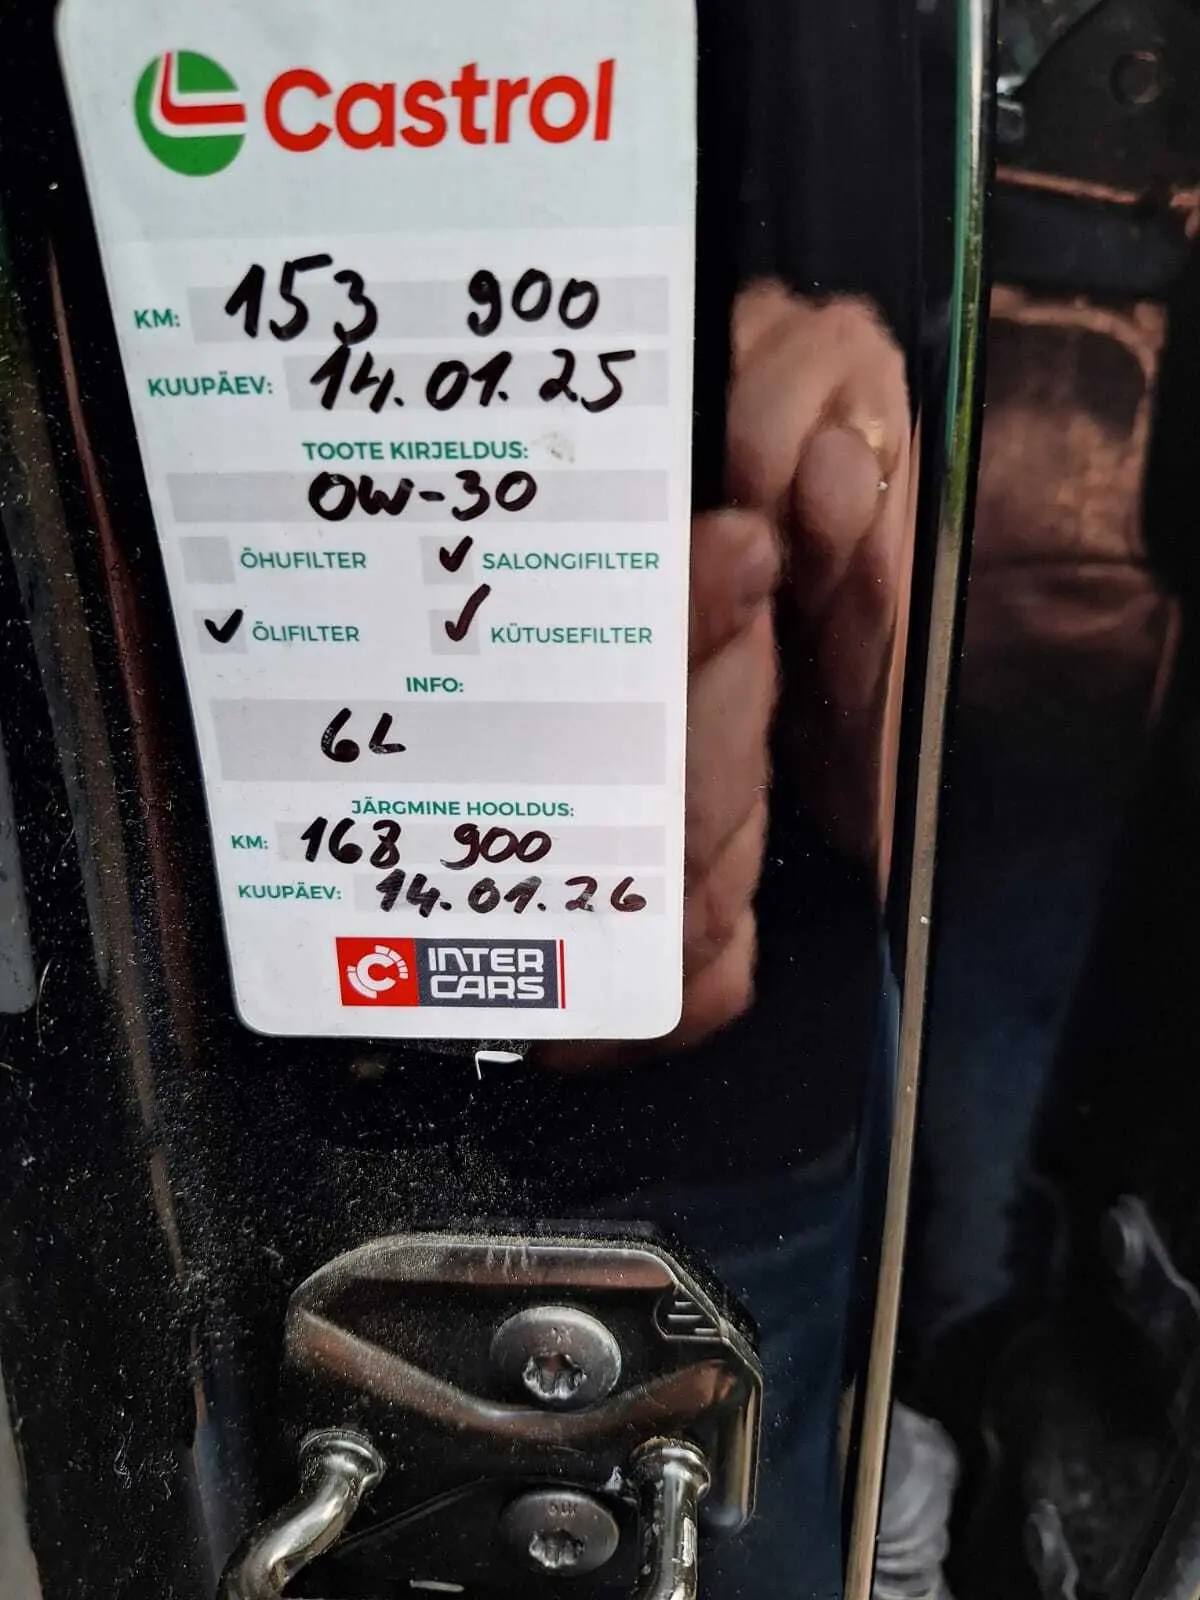 Castrol
KM: 153 900
KUUPÄEV: 14.01.25
TOOTE KIRJELDUS:
0W-30
ÕHUFILTER ✓ SALONGIFILTER
✓ ÕLIFILTER ✓ KÜTUSEFILTER
INFO:
6L
JÄRGMINE HOOLDUS:
KM: 168 900
KUUPÄEV: 14.01.26
INTER
CARS